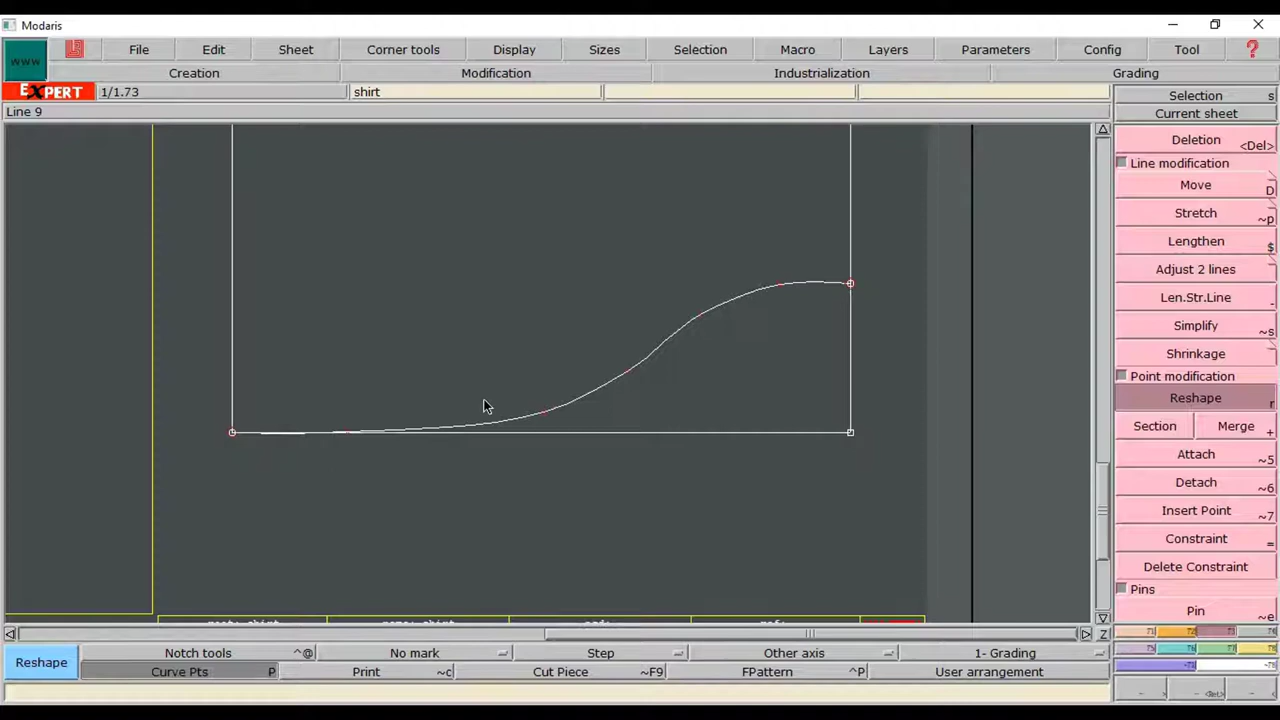 Modaris
www
File
Edit
Sheet
Corner tools
Display
Sizes
Selection
Macro
Layers
Parameters
Config
Tool
?
Creation
Modification
Industrialization
Grading
EXPERT
1/1.73
shirt
Line 9
Selection s
Current sheet
Deletion <Del>
Line modification
Move D
Stretch ~p
Lengthen $
Adjust 2 lines
Len.Str.Line -
Simplify ~s
Shrinkage
Point modification
Reshape r
Section
Merge +
Attach ~5
Detach ~6
Insert Point ~7
Constraint =
Delete Constraint
Pins
Pin ~e
Z
Reshape
Notch tools ^@
No mark
Step
Other axis
1- Grading
Curve Pts P
Print ~c
Cut Piece ~F9
FPattern ^P
User arrangement